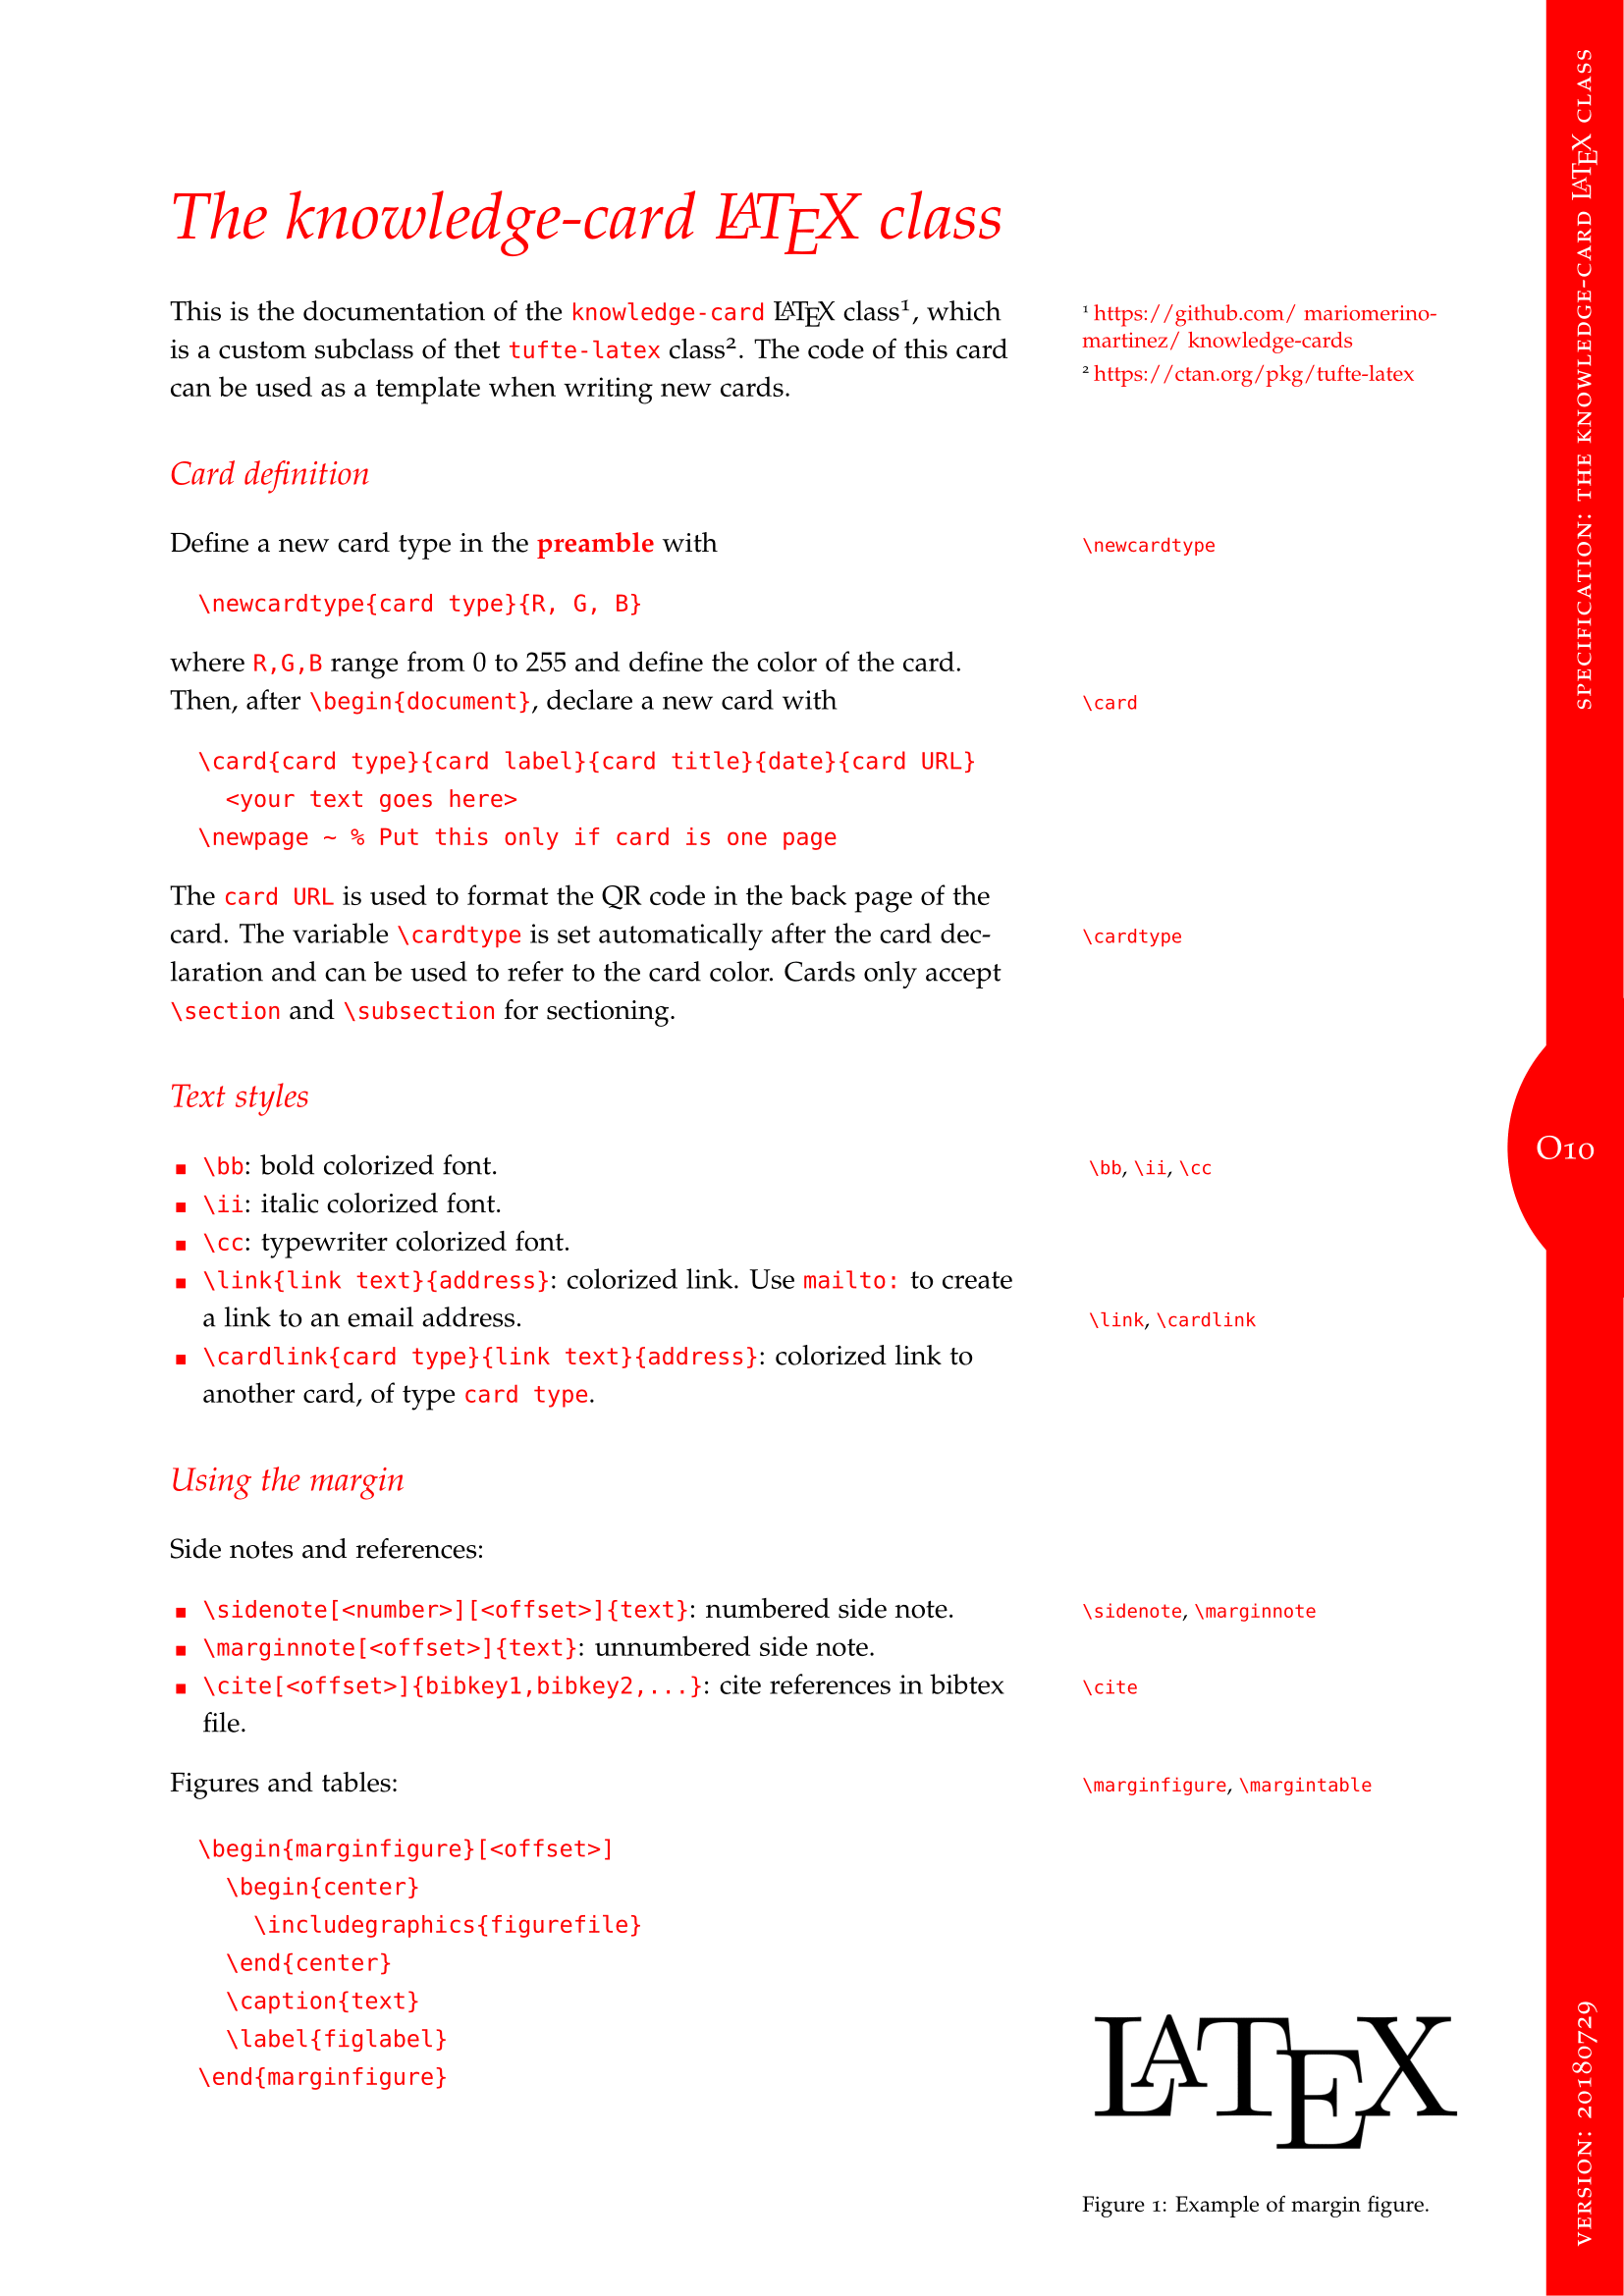 The knowledge-card LATEX class
This is the documentation of the knowledge-card LATEX class¹, which
is a custom subclass of thet tufte-latex class². The code of this card
can be used as a template when writing new cards.
¹ https://github.com/ mariomerino-
martinez/ knowledge-cards
² https://ctan.org/pkg/tufte-latex
Card definition
Define a new card type in the preamble with
\newcardtype
\newcardtype{card type}{R, G, B}
where R,G,B range from 0 to 255 and define the color of the card.
Then, after \begin{document}, declare a new card with
\card
\card{card type}{card label}{card title}{date}{card URL}
<your text goes here>
\newpage ~ % Put this only if card is one page
The card URL is used to format the QR code in the back page of the
card. The variable \cardtype is set automatically after the card dec-
\cardtype
laration and can be used to refer to the card color. Cards only accept
\section and \subsection for sectioning.
Text styles
▪ \bb: bold colorized font.
\bb, \ii, \cc
▪ \ii: italic colorized font.
▪ \cc: typewriter colorized font.
▪ \link{link text}{address}: colorized link. Use mailto: to create
a link to an email address.
\link, \cardlink
▪ \cardlink{card type}{link text}{address}: colorized link to
another card, of type card type.
Using the margin
Side notes and references:
▪ \sidenote[<number>][<offset>]{text}: numbered side note.
\sidenote, \marginnote
▪ \marginnote[<offset>]{text}: unnumbered side note.
▪ \cite[<offset>]{bibkey1,bibkey2,...}: cite references in bibtex
\cite
file.
Figures and tables:
\marginfigure, \margintable
\begin{marginfigure}[<offset>]
\begin{center}
\includegraphics{figurefile}
\end{center}
\caption{text}
\label{figlabel}
\end{marginfigure}
LATEX
Figure 1: Example of margin figure.
SPECIFICATION: THE KNOWLEDGE-CARD LATEX CLASS
O10
VERSION: 20180729